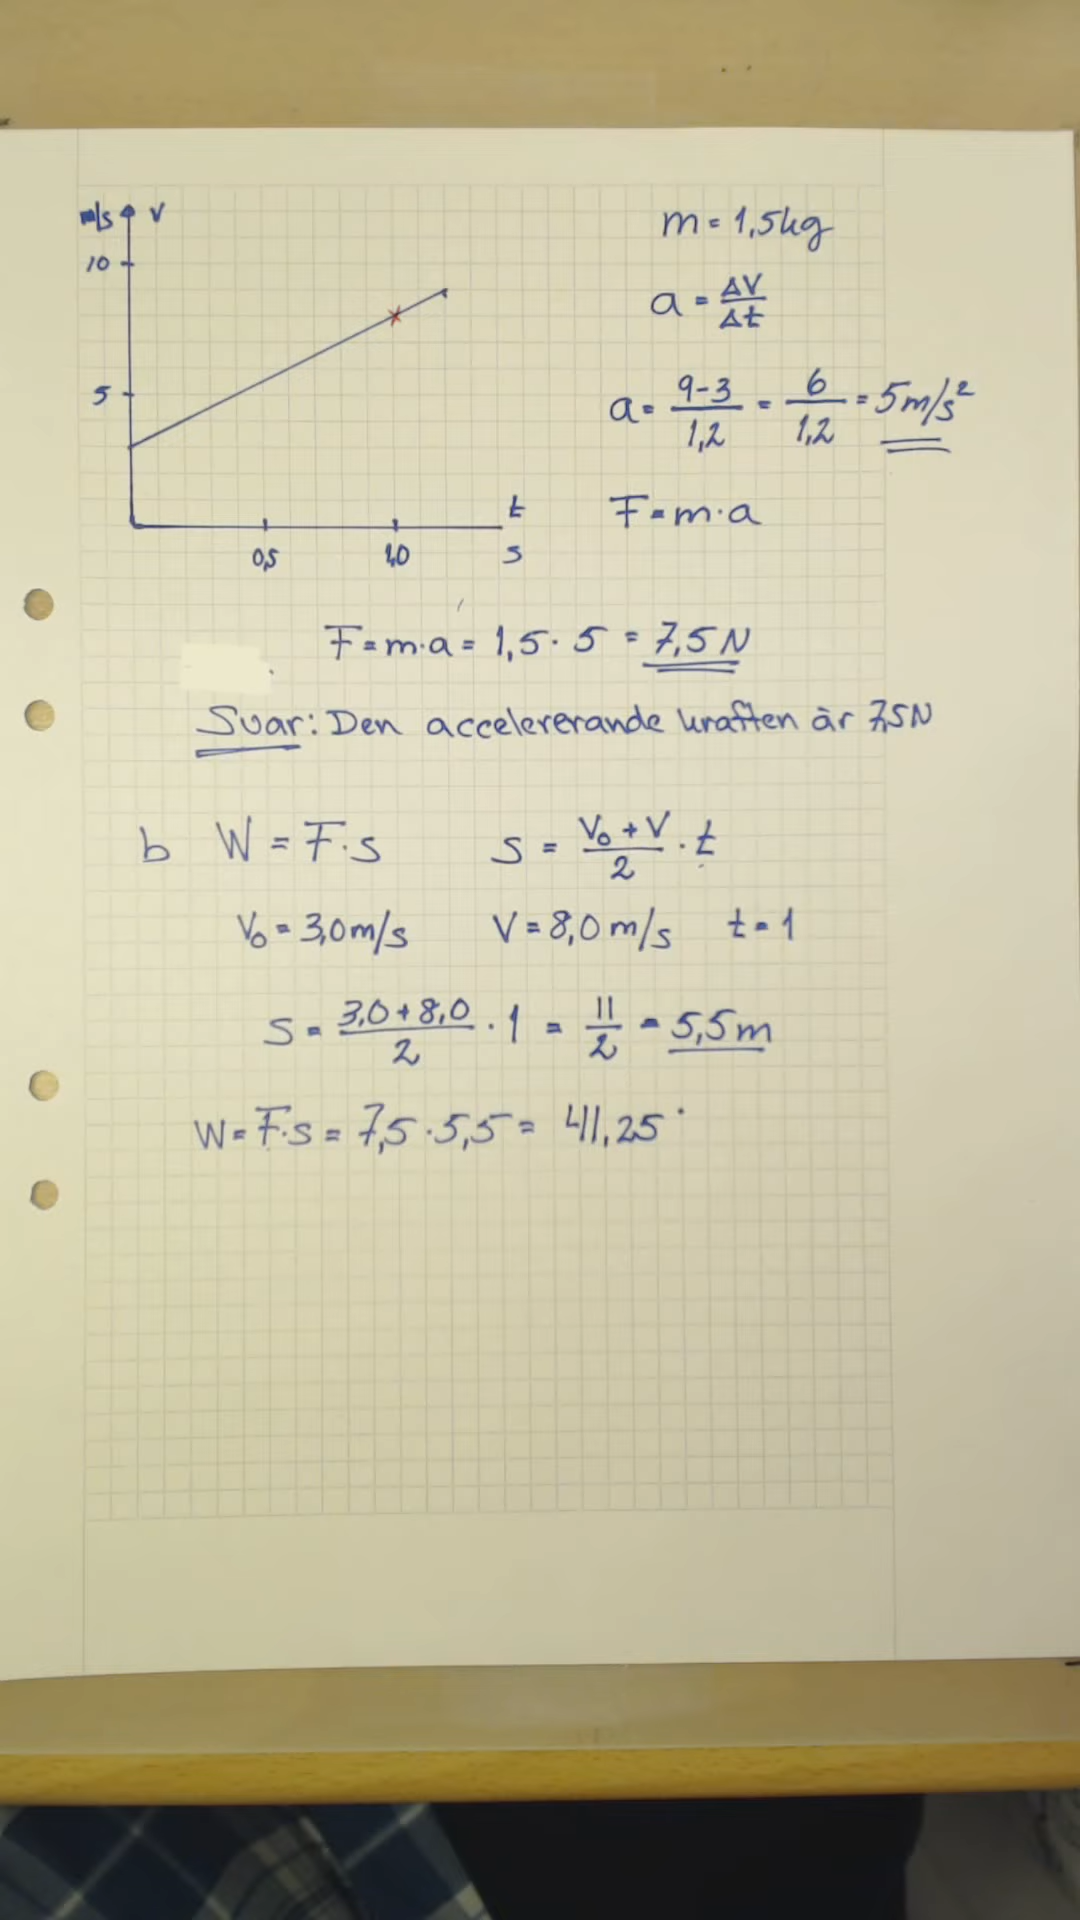 m/s V
10
5
t
0,5 1,0 s
m = 1,5kg
a = ΔV/Δt
a = 9-3/1,2 = 6/1,2 = 5m/s²
F = m·a
F = m·a = 1,5 · 5 = 7,5 N
Svar: Den accelererande kraften är 7,5N
b W = F·s s = V₀ + V/2 · t
V₀ = 3,0m/s V = 8,0 m/s t = 1
S = 3,0+8,0/2 · 1 = 11/2 = 5,5m
W = F·s = 7,5 · 5,5 = 41,25